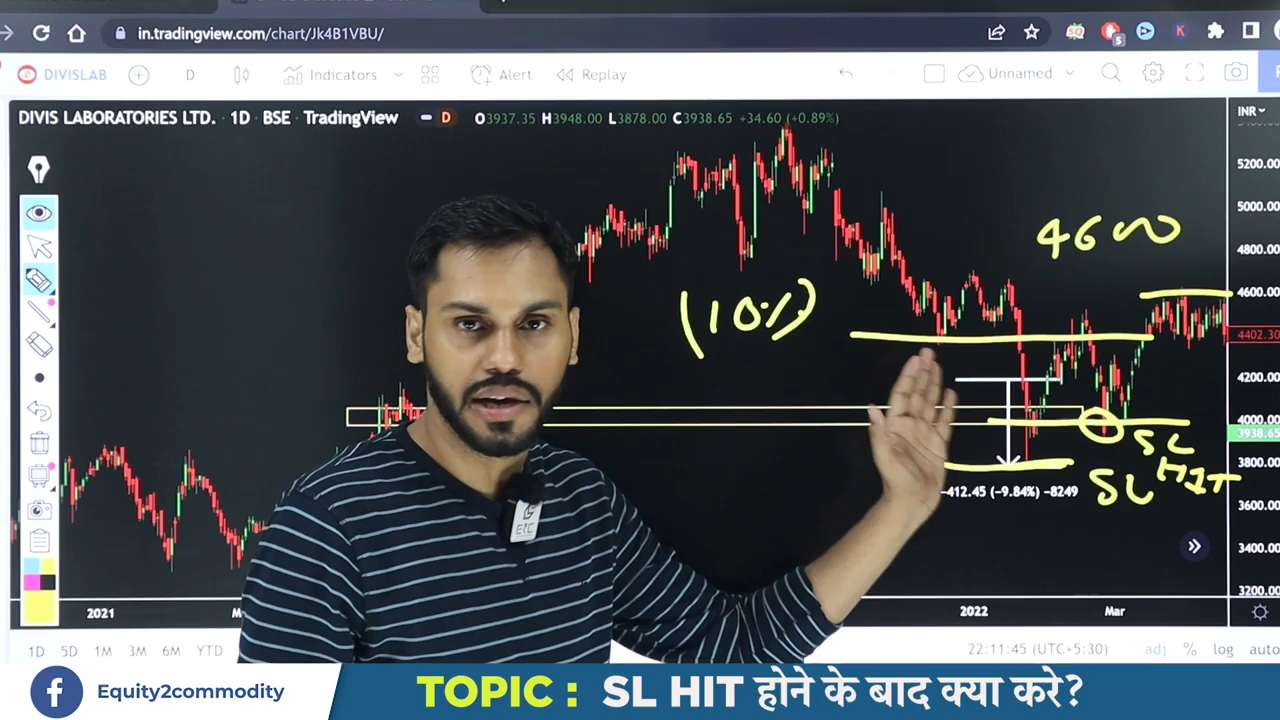 in.tradingview.com/chart/Jk4B1VBU/
SQ
5
K
DIVISLAB
D
Indicators
Alert
Replay
Unnamed
DIVIS LABORATORIES LTD. · 1D · BSE · TradingView
D
O3937.35 H3948.00 L3878.00 C3938.65 +34.60 (+0.89%)
INR
5200.00
5000.00
4800.00
4600
4600.00
(10%)
4402.30
4200.00
4000.00
3938.65
SL
3800.00
SL HIT
-412.45 (-9.84%) -8249
3600.00
E2C
3400.00
3200.00
2021
2022
Mar
1D 5D 1M 3M 6M YTD
22:11:45 (UTC+5:30)
adj % log auto
f
Equity2commodity
TOPIC : SL HIT होने के बाद क्या करे?